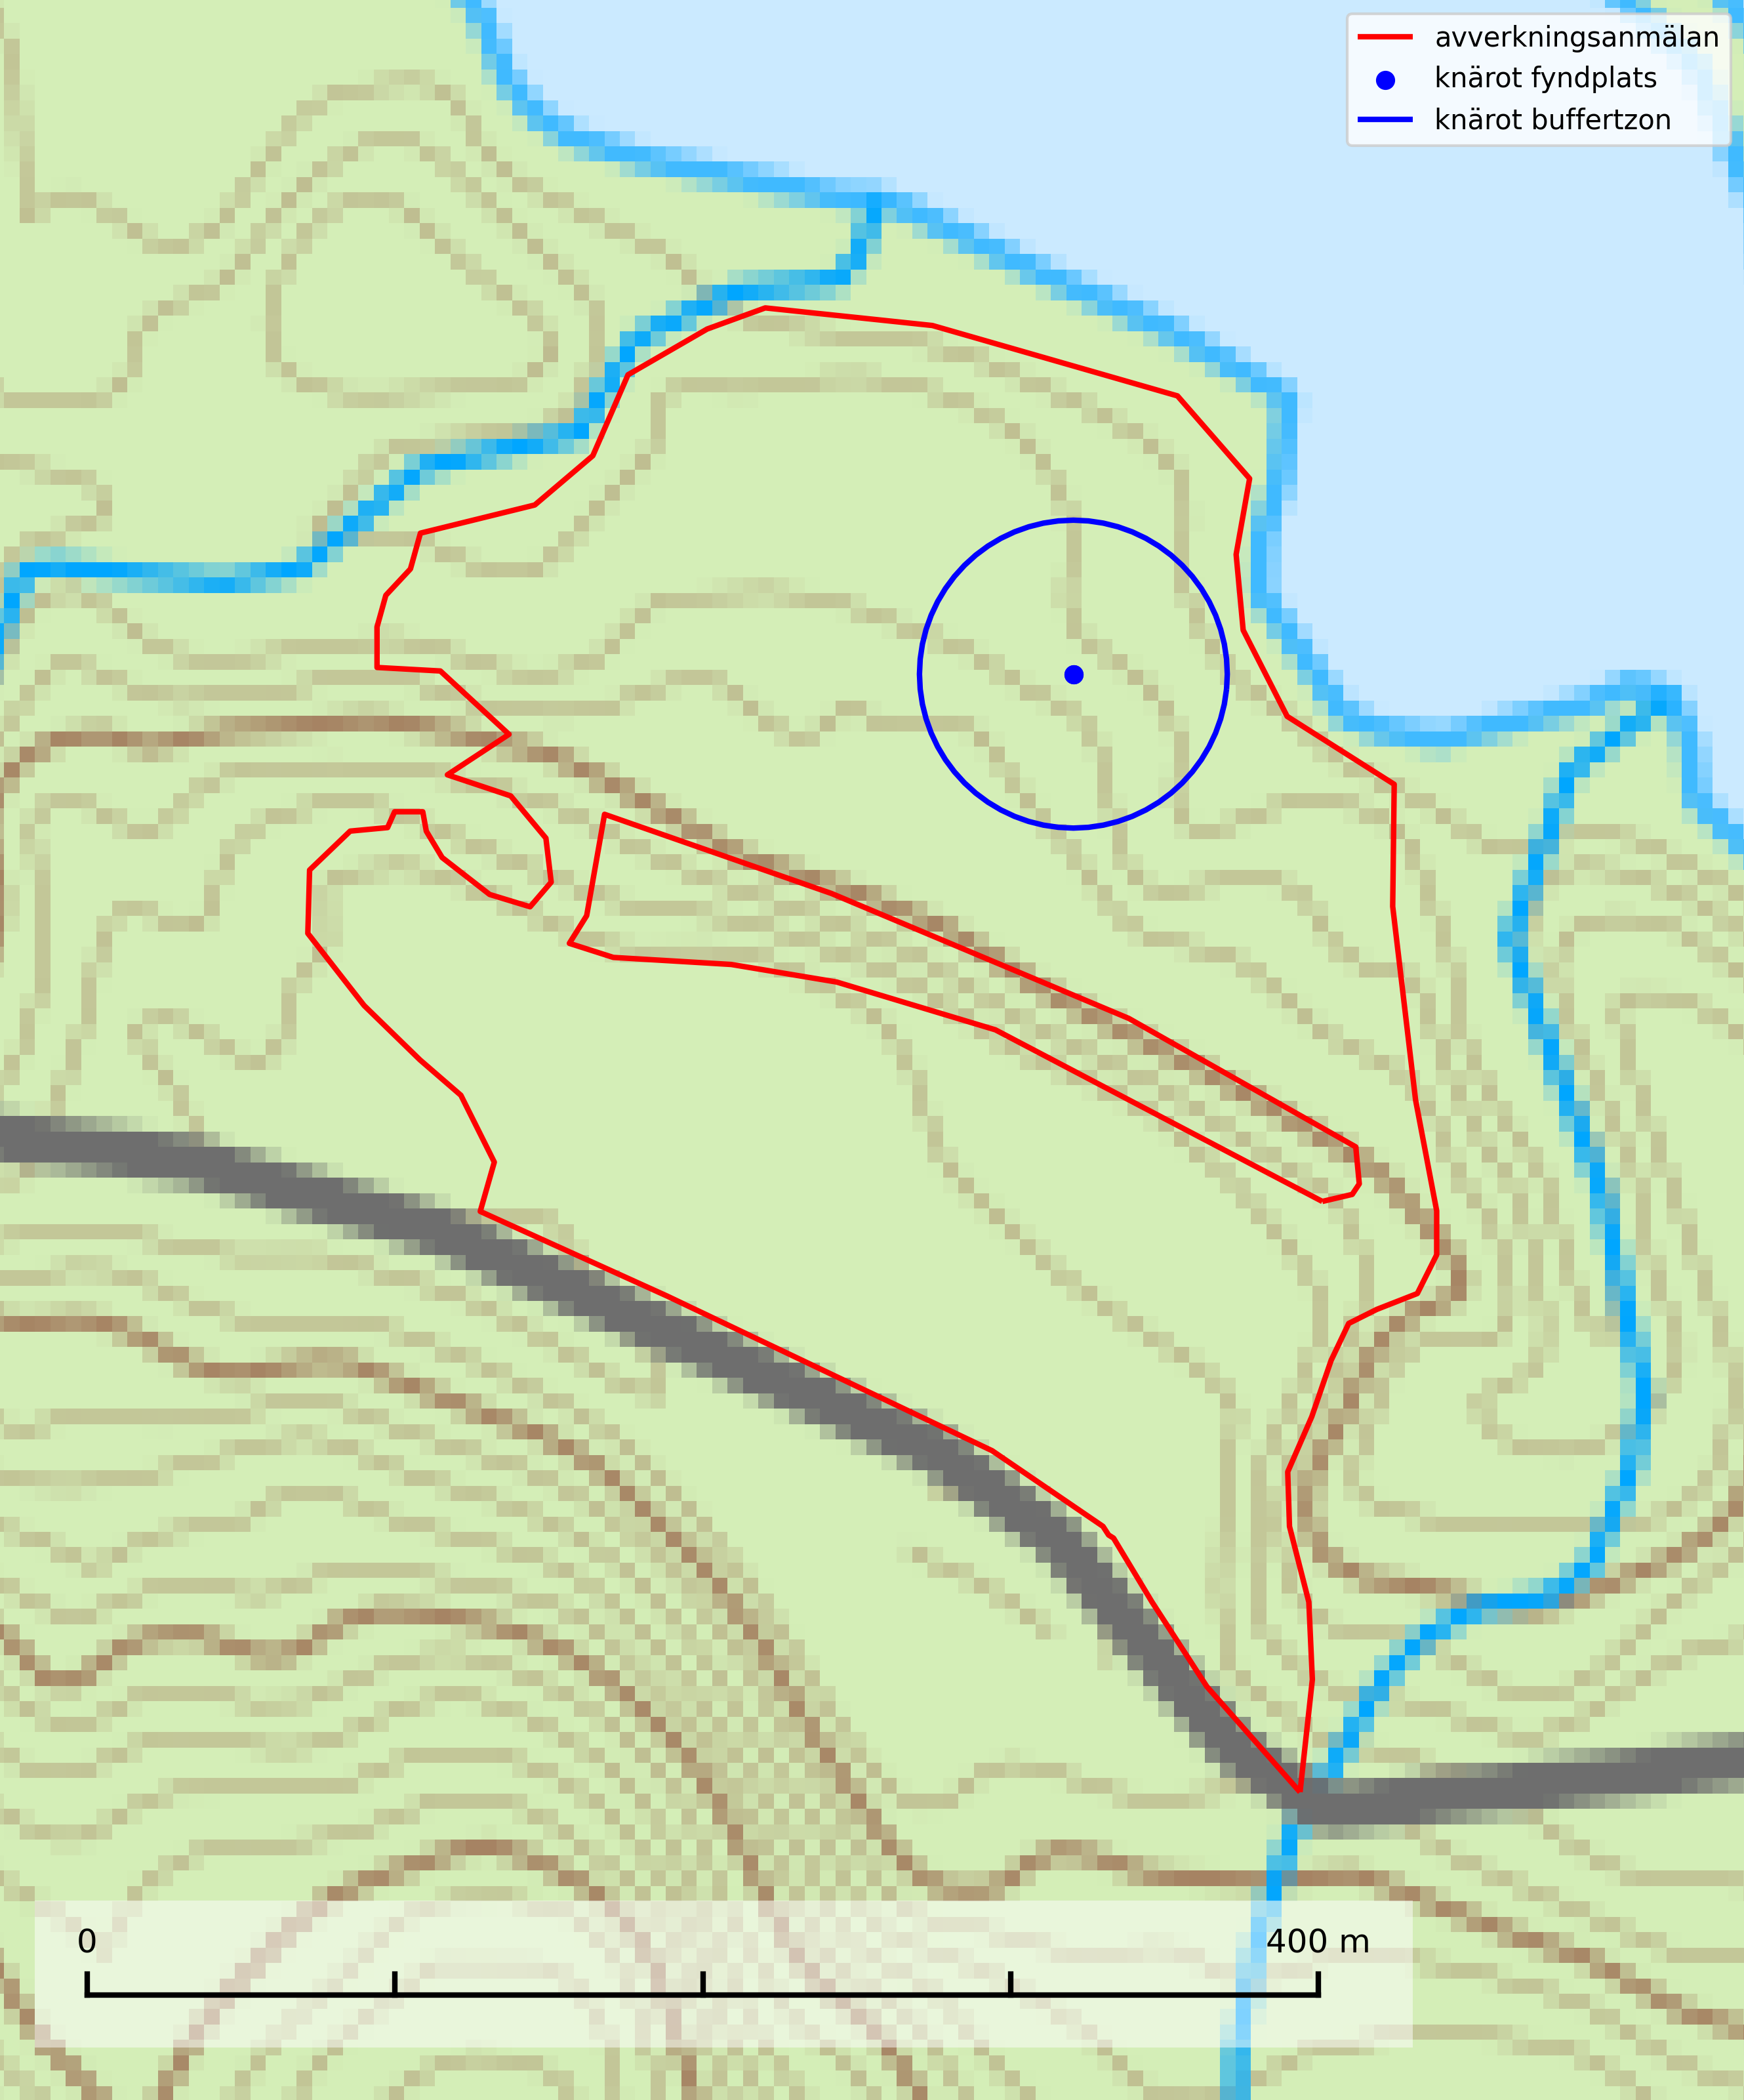 avverkningsanmälan
knärot fyndplats
knärot buffertzon
0 400 m